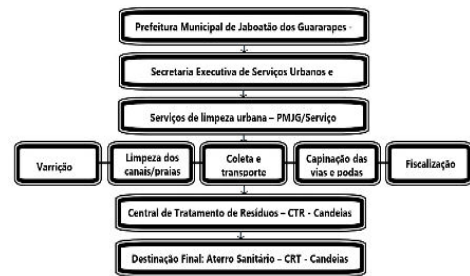 Prefeitura Municipal de Jaboatão dos Guararapes -
Secretaria Executiva de Serviços Urbanos e
Serviços de limpeza urbana – PMJG/Serviço
Varrição
Limpeza dos
canais/praias
Coleta e
transporte
Capinação das
vias e podas
Fiscalização
Central de Tratamento de Resíduos – CTR - Candeias
Destinação Final: Aterro Sanitário – CRT - Candeias